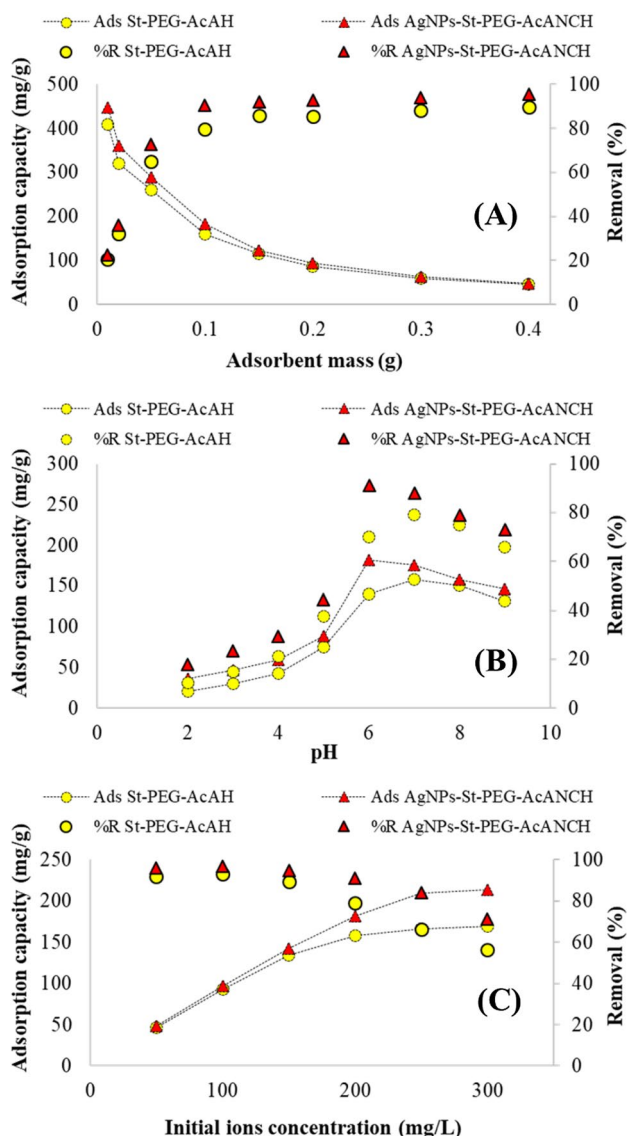 Ads St-PEG-AcAH Ads AgNPs-St-PEG-AcANCH
%R St-PEG-AcAH %R AgNPs-St-PEG-AcANCH
500 100
400 80
300 60
200 40
100 20
0 0
0 0.1 0.2 0.3 0.4
Adsorption capacity (mg/g)
Removal (%)
(A)
Adsorbent mass (g)
Ads St-PEG-AcAH Ads AgNPs-St-PEG-AcANCH
%R St-PEG-AcAH %R AgNPs-St-PEG-AcANCH
300 100
250 80
200 60
150
100 40
50 20
0 0
0 2 4 6 8 10
Adsorption capacity (mg/g)
Removal (%)
(B)
pH
Ads St-PEG-AcAH Ads AgNPs-St-PEG-AcANCH
%R St-PEG-AcAH %R AgNPs-St-PEG-AcANCH
250 100
200 80
150 60
100 40
50 20
0 0
0 100 200 300
Adsorption capacity (mg/g)
Removal (%)
(C)
Initial ions concentration (mg/L)